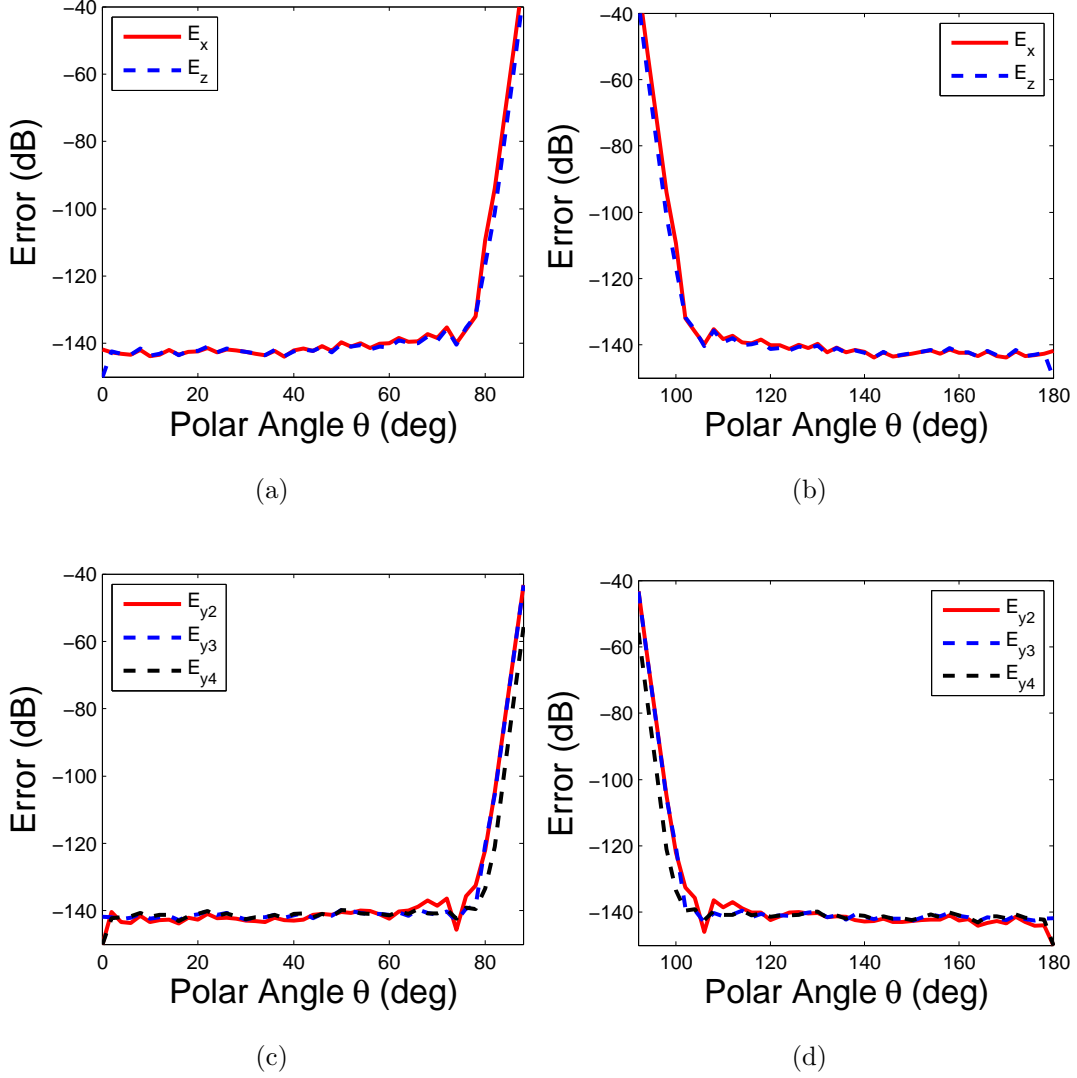 −40
−60
−80
−100
−120
−140
Error (dB)
E_x
E_z
0 20 40 60 80
Polar Angle θ (deg)
(a)
−40
−60
−80
−100
−120
−140
Error (dB)
E_x
E_z
100 120 140 160 180
Polar Angle θ (deg)
(b)
−40
−60
−80
−100
−120
−140
Error (dB)
E_y2
E_y3
E_y4
0 20 40 60 80
Polar Angle θ (deg)
(c)
−40
−60
−80
−100
−120
−140
Error (dB)
E_y2
E_y3
E_y4
100 120 140 160 180
Polar Angle θ (deg)
(d)